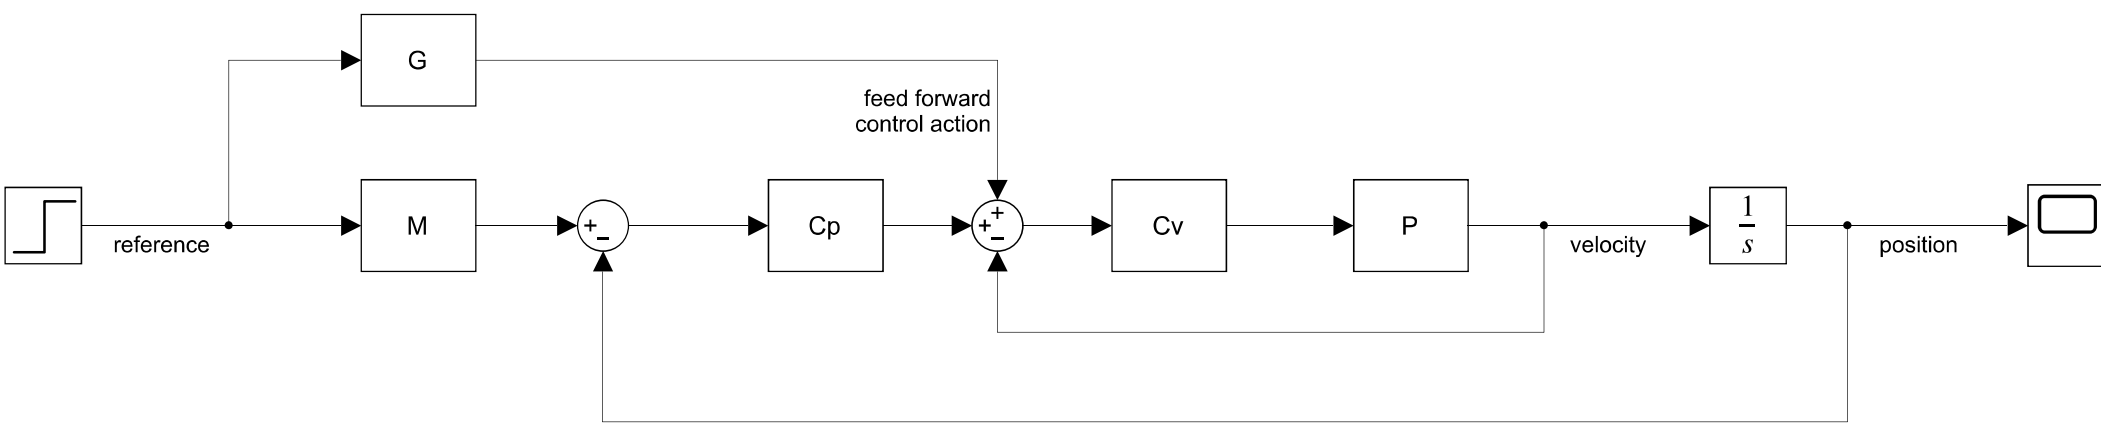 G
feed forward
control action
reference
M
+
−
Cp
+
+
−
Cv
P
velocity
1
s
position